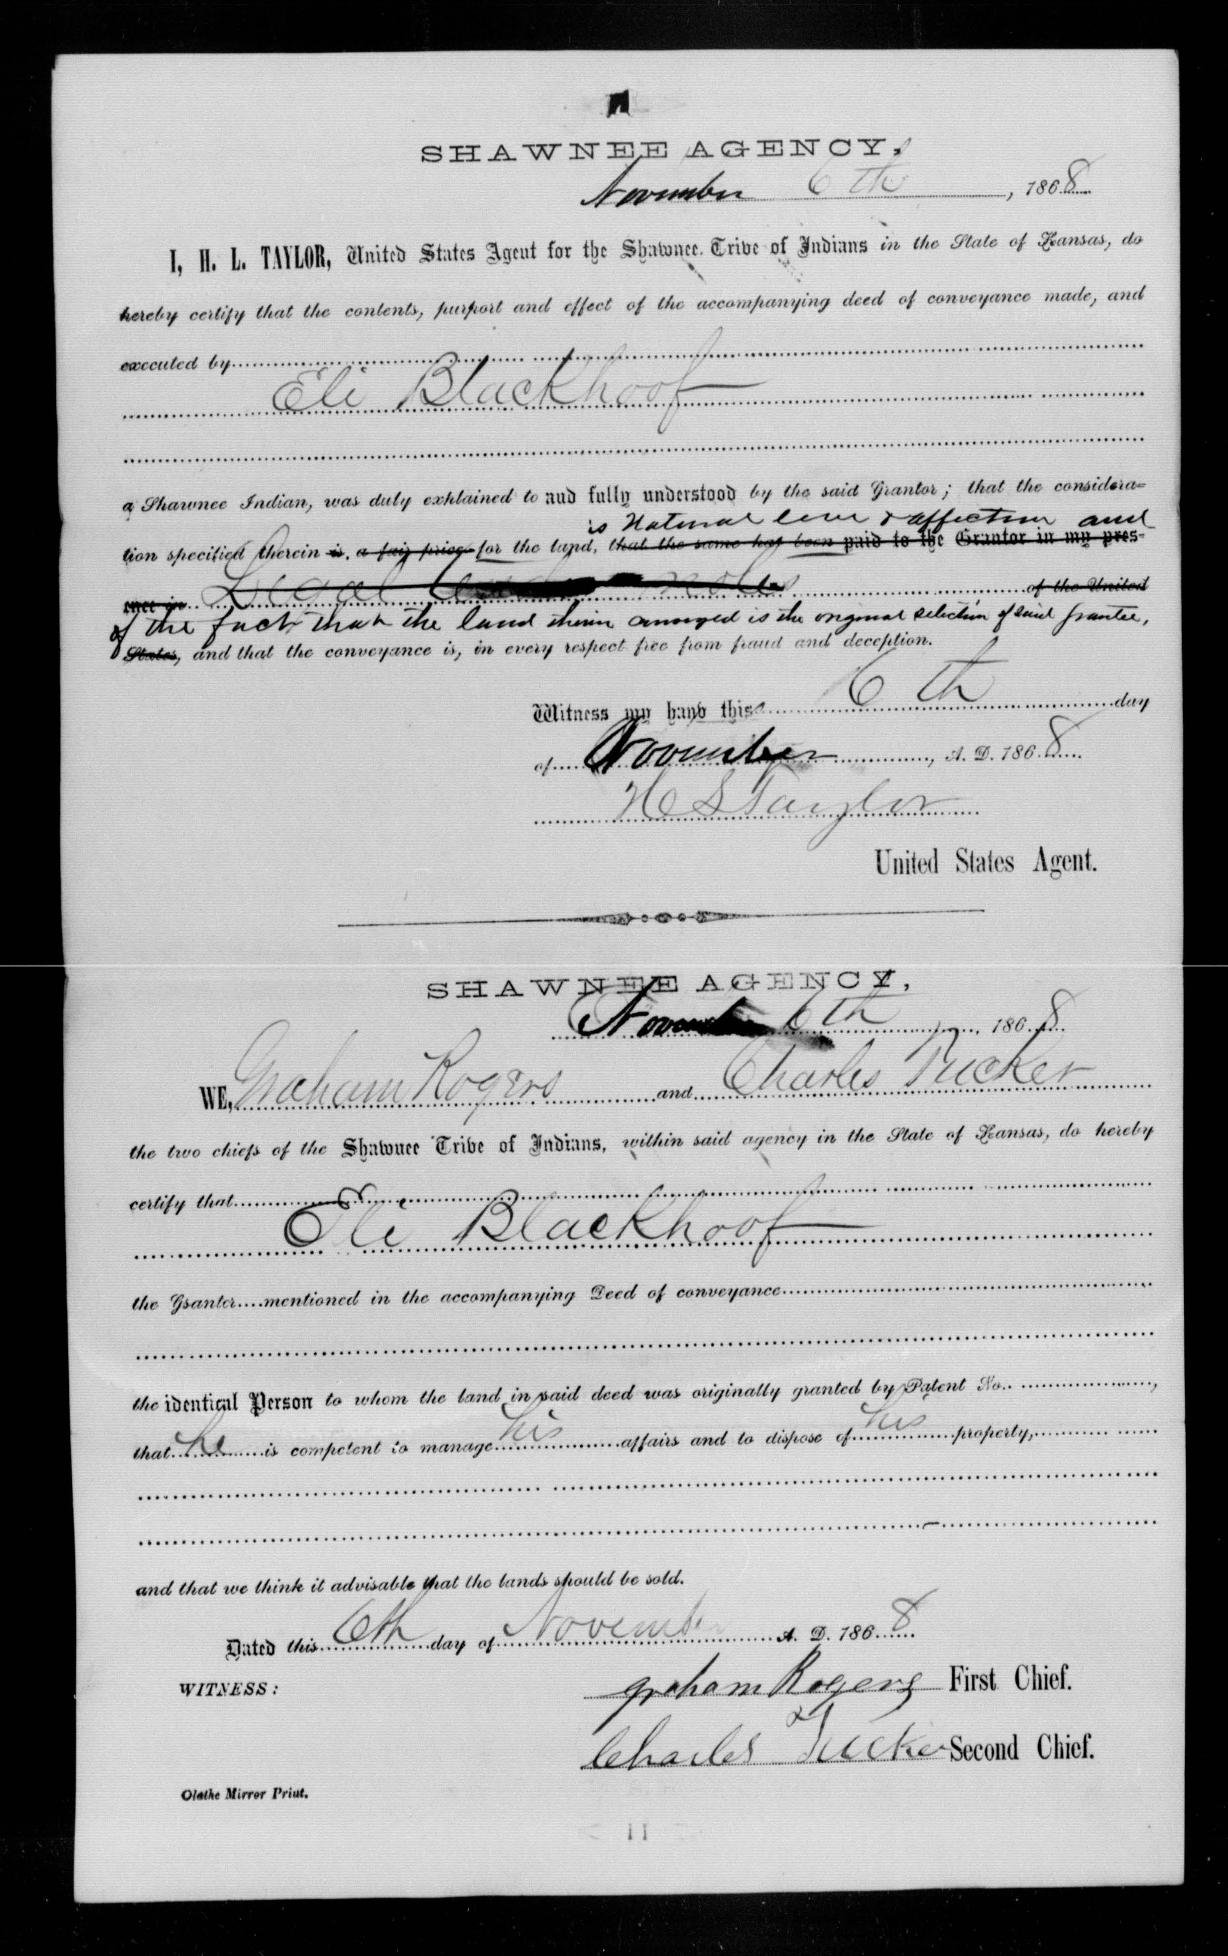 SHAWNEE AGENCY,
November 6th, 1868
I, H. L. TAYLOR, United States Agent for the Shawnee Tribe of Indians in the State of Kansas, do
hereby certify that the contents, purport and effect of the accompanying deed of conveyance made, and
executed by
Eli Blackhoof
a Shawnee Indian, was duly exhlained to and fully understood by the said Grantor; that the considera=
is Natural love & affection and
tion specified therein is, a fair price for the land, that the same has been paid to the Grantor in my pres=
ence in Legal notes of the United
of the fact that the land therin conveyed is the original selection of said grantee,
States, and that the conveyance is, in every respect free from fraud and deception.
Witness my hand this 6th day
of November, A. D. 1868
H L Taylor
United States Agent.
SHAWNEE AGENCY,
November 6th, 1868
WE, Graham Rogers and Charles Tucker
the two chiefs of the Shawnee Tribe of Indians, within said agency in the State of Kansas, do hereby
certify that
Eli Blackhoof
the Grantor mentioned in the accompanying Deed of conveyance
the identical Person to whom the land in said deed was originally granted by Patent No.,
that he is competent to manage his affairs and to dispose of his property,
and that we think it advisable that the lands should be sold.
Dated this 6th day of November A. D. 1868
WITNESS:
Graham Rogers First Chief.
Charles Tucker Second Chief.
Olathe Mirror Print.
11